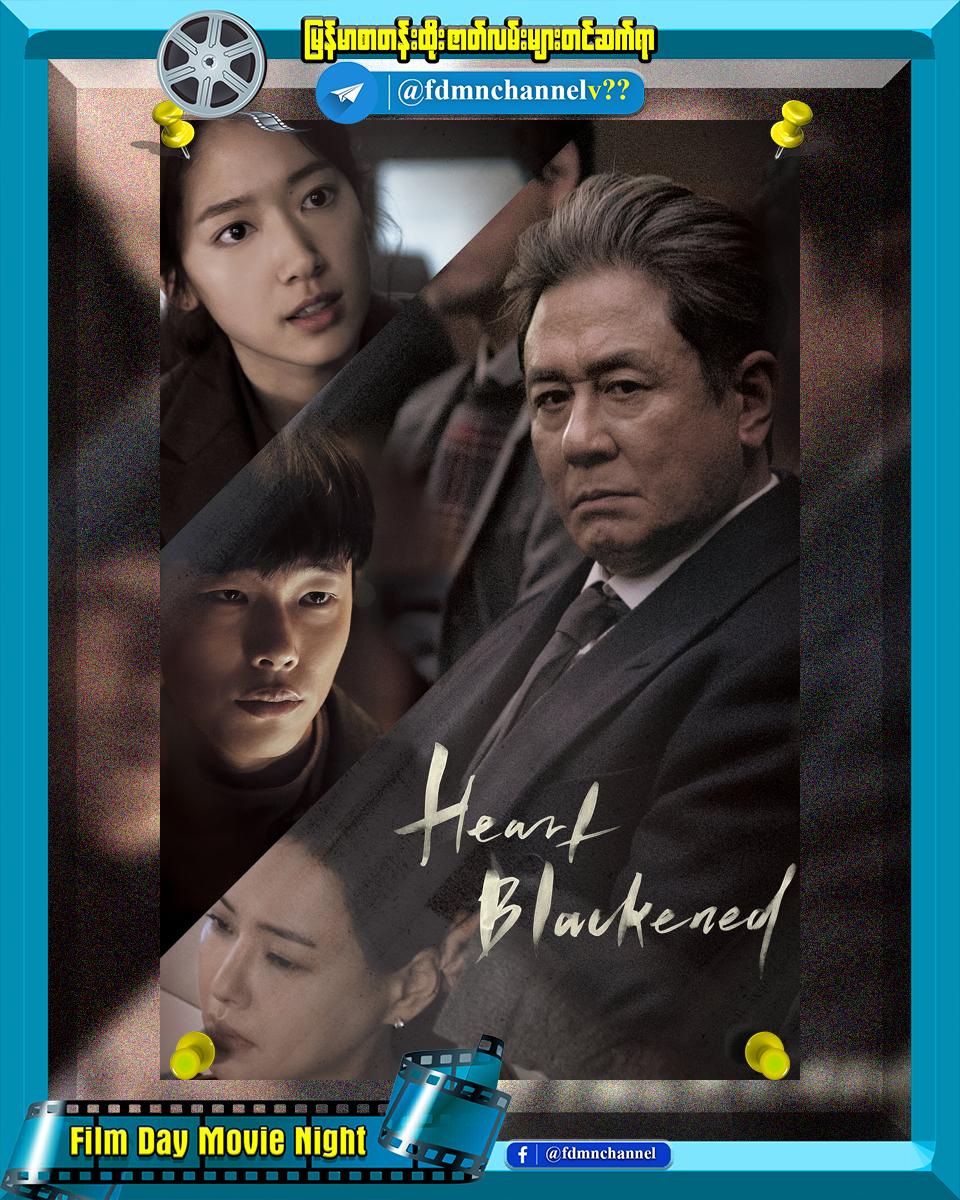 မြန်မာစာတန်းထိုးဇာတ်လမ်းများတင်ဆက်ရာ
@fdmnchannelv??
Heart
Blackened
Film Day Movie Night
@fdmnchannel